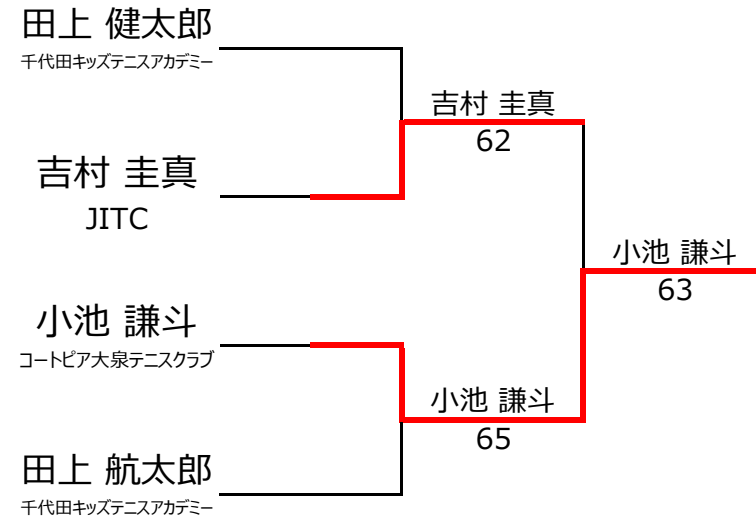 田上 健太郎
千代田キッズテニスアカデミー
吉村 圭真
62
吉村 圭真
JITC
小池 謙斗
63
小池 謙斗
コートピア大泉テニスクラブ
小池 謙斗
65
田上 航太郎
千代田キッズテニスアカデミー